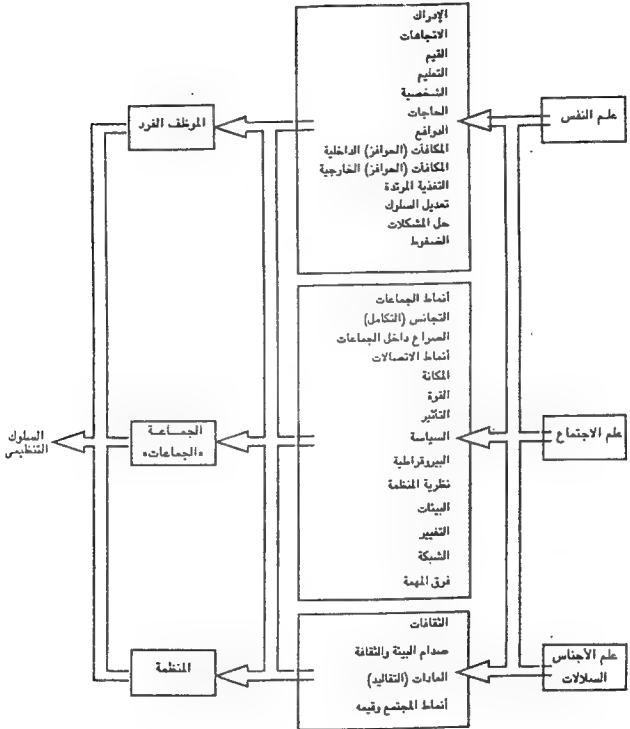 علم النفس
الإدراك
الاتجاهات
القيم
التعليم
الشخصية
الحاجات
الدوافع
المكافآت (الحوافز) الداخلية
المكافآت (الحوافز) الخارجية
التغذية المرتدة
تعديل السلوك
حل المشكلات
الضغوط
الموظف الفرد
علم الاجتماع
أنماط الجماعات
التجانس (التكامل)
الصراع داخل الجماعات
أنماط الاتصالات
المكانة
القوة
التأثير
السياسة
البيروقراطية
نظرية المنظمة
البيئات
التغيير
الشبكة
فرق المهمة
الجماعة
«الجماعات»
السلوك
التنظيمى
علم الأجناس
السلالات
الثقافات
صدام البيئة والثقافة
العادات (التقاليد)
أنماط المجتمع وقيمه
المنظمة